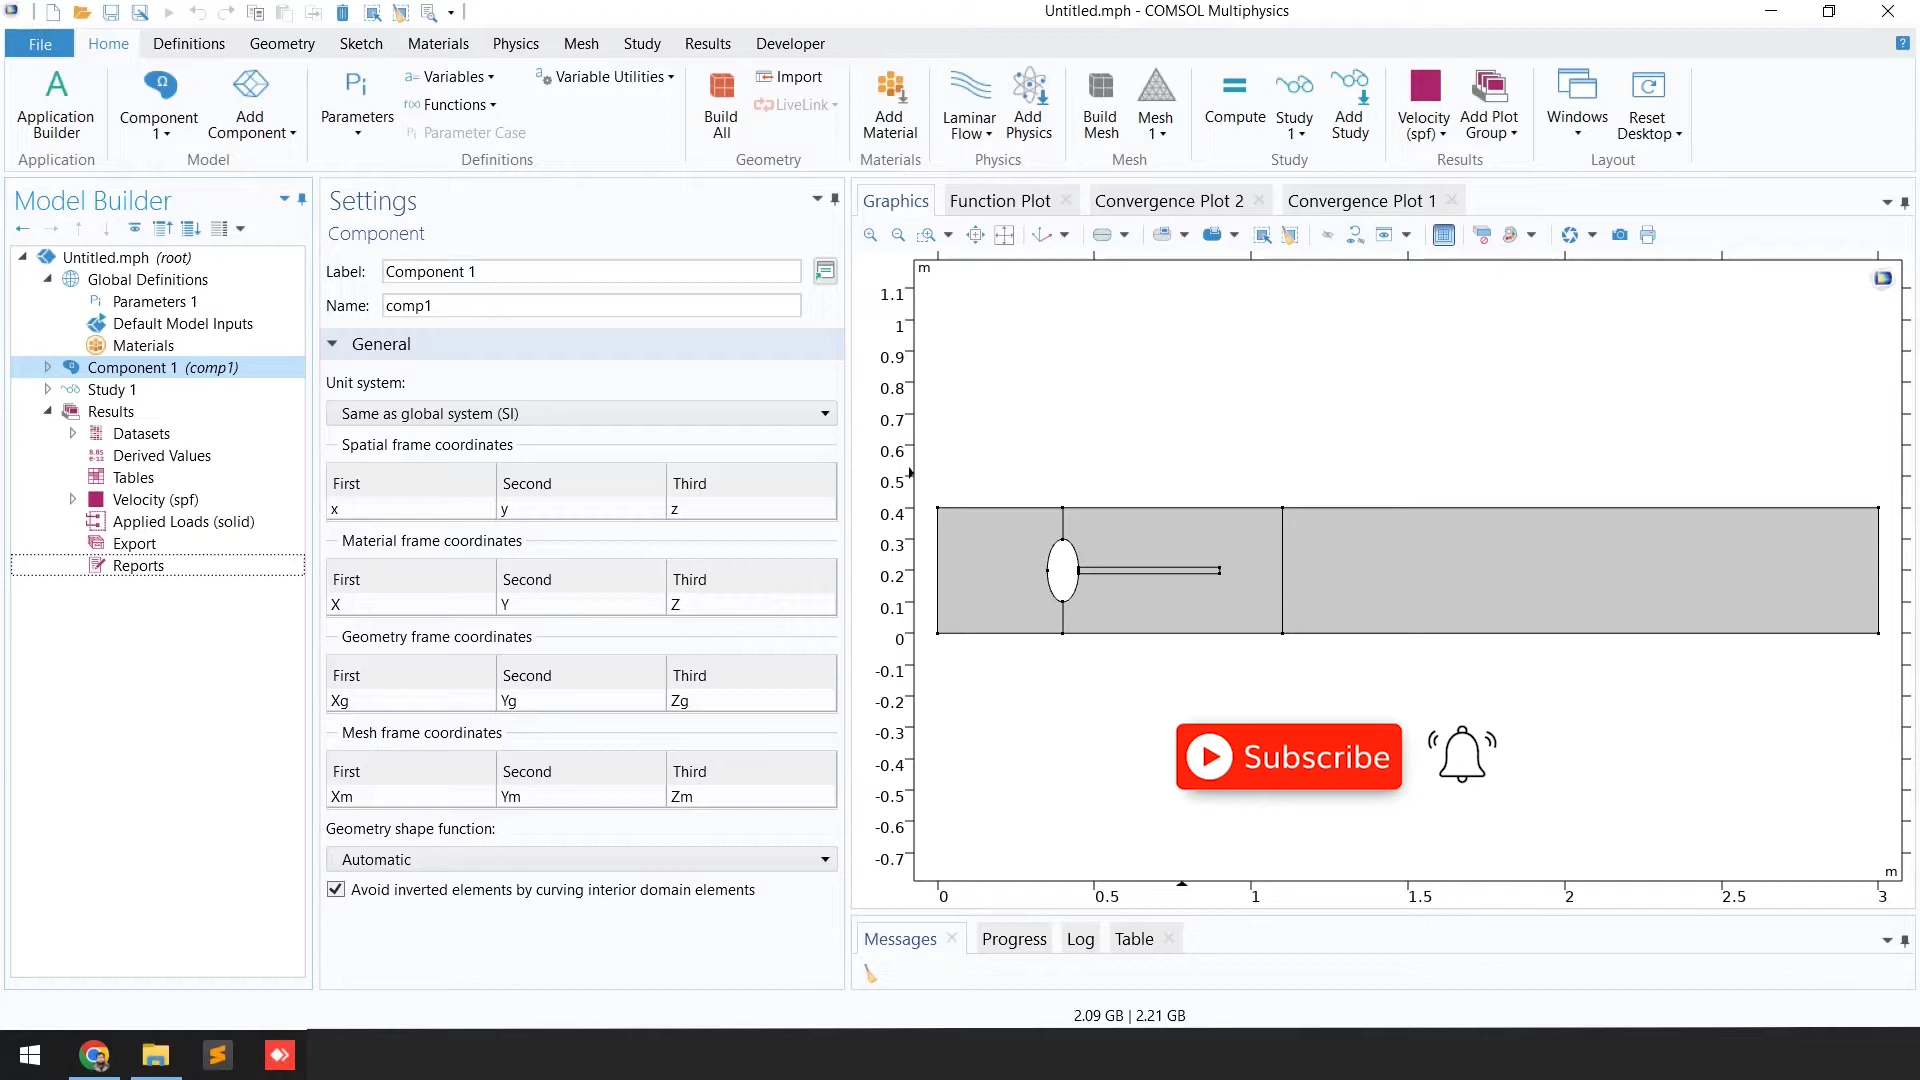 Untitled.mph - COMSOL Multiphysics
File Home Definitions Geometry Sketch Materials Physics Mesh Study Results Developer
Application Builder
Application
Component 1
Add Component
Model
Pi
Parameters
a= Variables
f(x) Functions
Pi Parameter Case
a= Variable Utilities
Definitions
Build All
Import
LiveLink
Geometry
Add Material
Materials
Laminar Flow
Add Physics
Physics
Build Mesh
Mesh 1
Mesh
Compute
Study 1
Add Study
Study
Velocity (spf)
Add Plot Group
Results
Windows
Reset Desktop
Layout
Model Builder
Untitled.mph (root)
Global Definitions
Pi Parameters 1
Default Model Inputs
Materials
Component 1 (comp1)
Study 1
Results
Datasets
8.85 e-12 Derived Values
Tables
Velocity (spf)
Applied Loads (solid)
Export
Reports
Settings
Component
Label: Component 1
Name: comp1
General
Unit system:
Same as global system (SI)
Spatial frame coordinates
First Second Third
x y z
Material frame coordinates
First Second Third
X Y Z
Geometry frame coordinates
First Second Third
Xg Yg Zg
Mesh frame coordinates
First Second Third
Xm Ym Zm
Geometry shape function:
Automatic
Avoid inverted elements by curving interior domain elements
Graphics Function Plot Convergence Plot 2 Convergence Plot 1
m
1.1
1
0.9
0.8
0.7
0.6
0.5
0.4
0.3
0.2
0.1
0
-0.1
-0.2
-0.3
-0.4
-0.5
-0.6
-0.7
Subscribe
m
0 0.5 1 1.5 2 2.5 3
Messages Progress Log Table
2.09 GB | 2.21 GB